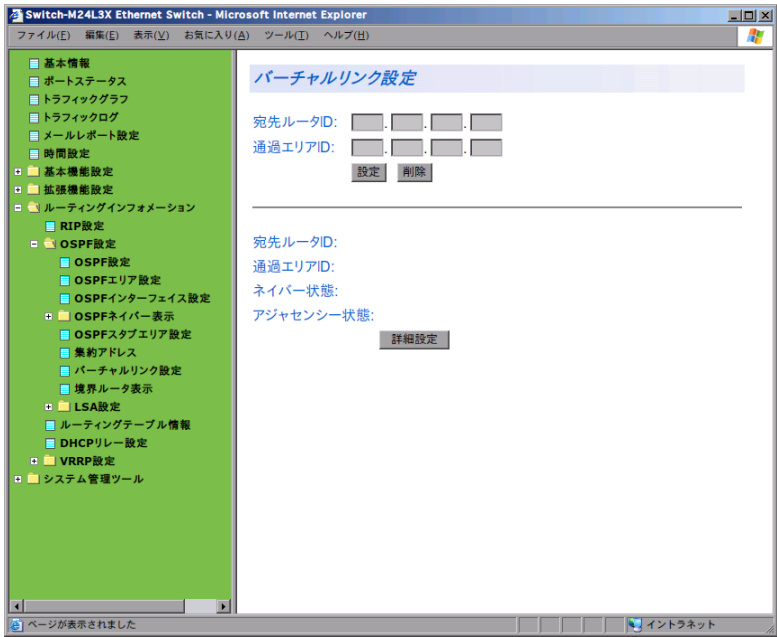 Switch-M24L3X Ethernet Switch - Microsoft Internet Explorer
ファイル(F) 編集(E) 表示(V) お気に入り(A) ツール(T) ヘルプ(H)
基本情報
ポートステータス
トラフィックグラフ
トラフィックログ
メールレポート設定
時間設定
基本機能設定
拡張機能設定
ルーティングインフォメーション
RIP設定
OSPF設定
OSPF設定
OSPFエリア設定
OSPFインターフェイス設定
OSPFネイバー表示
OSPFスタブエリア設定
集約アドレス
バーチャルリンク設定
境界ルータ表示
LSA設定
ルーティングテーブル情報
DHCPリレー設定
VRRP設定
システム管理ツール
バーチャルリンク設定
宛先ルータID: . . .
通過エリアID: . . .
設定 削除
宛先ルータID:
通過エリアID:
ネイバー状態:
アジャセンシー状態:
詳細設定
ページが表示されました イントラネット